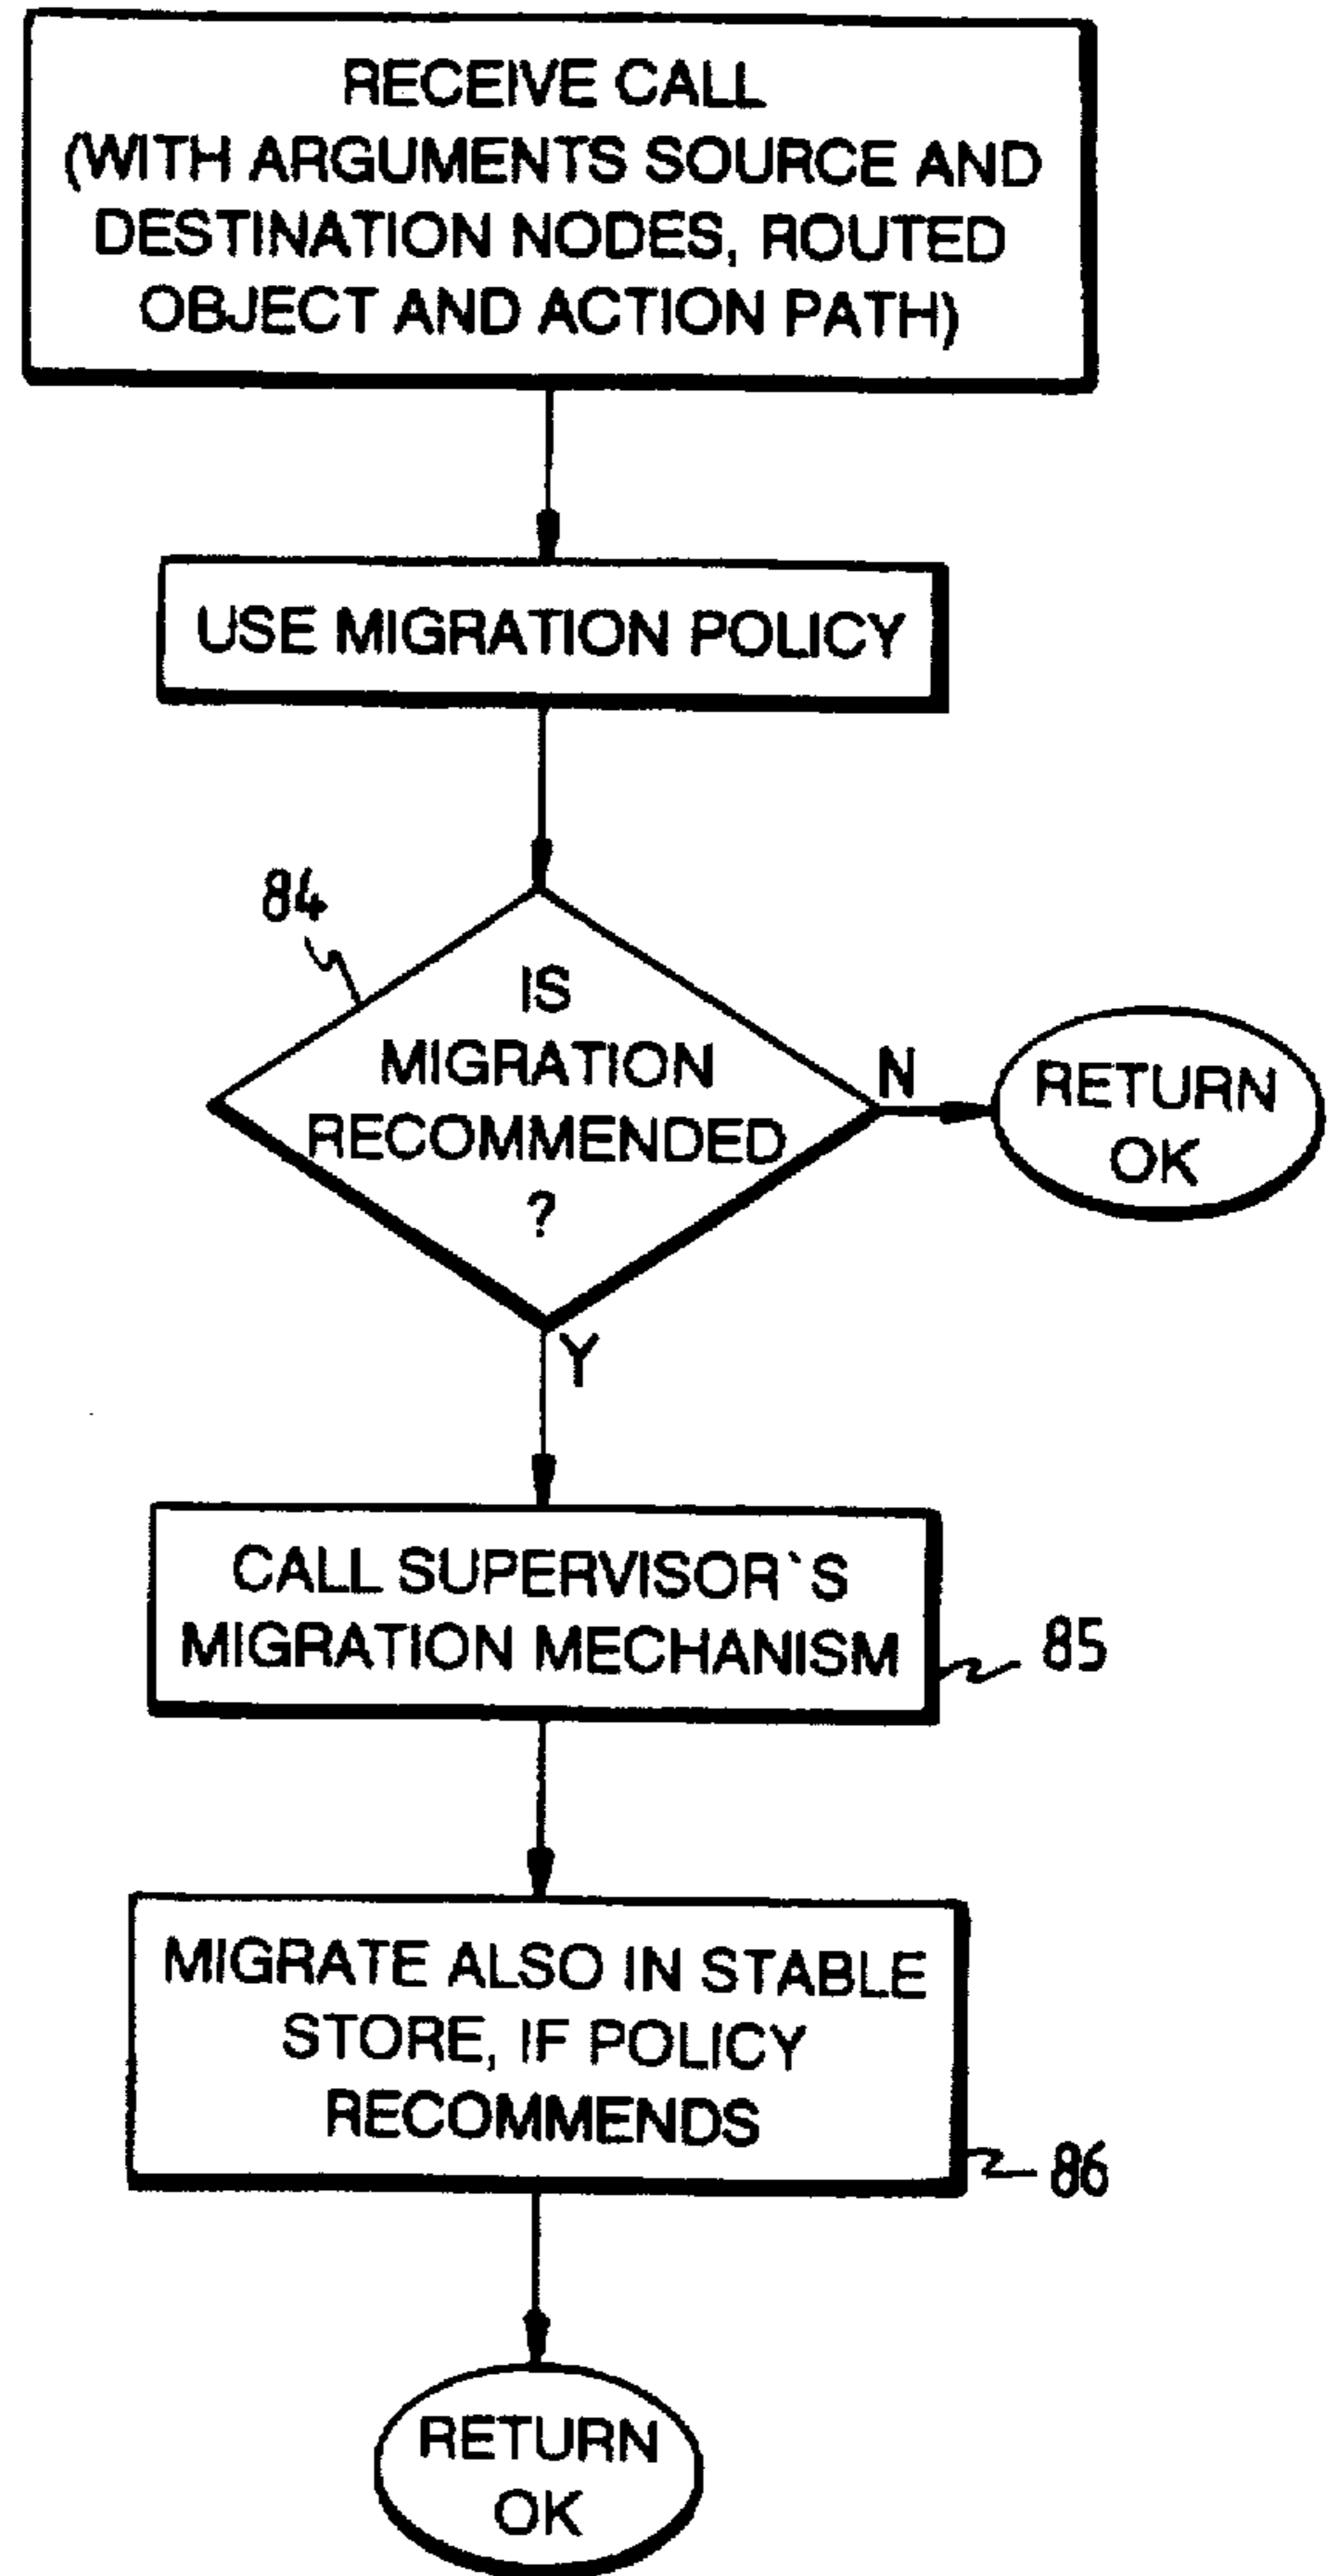 RECEIVE CALL
(WITH ARGUMENTS SOURCE AND
DESTINATION NODES, ROUTED
OBJECT AND ACTION PATH)
USE MIGRATION POLICY
84
IS
MIGRATION
RECOMMENDED
?
N
RETURN
OK
Y
CALL SUPERVISOR`S
MIGRATION MECHANISM
85
MIGRATE ALSO IN STABLE
STORE, IF POLICY
RECOMMENDS
86
RETURN
OK